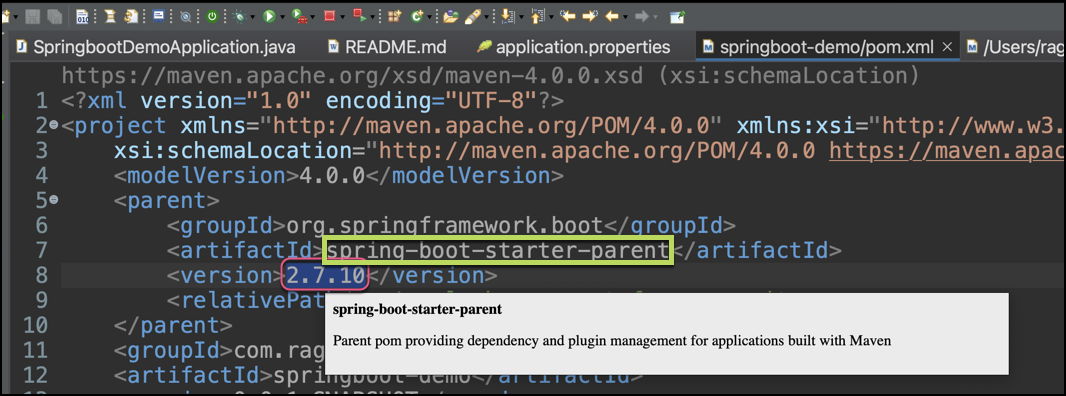 SpringbootDemoApplication.java README.md application.properties springboot-demo/pom.xml /Users/rag
https://maven.apache.org/xsd/maven-4.0.0.xsd (xsi:schemaLocation)
1 <?xml version="1.0" encoding="UTF-8"?>
2 <project xmlns="http://maven.apache.org/POM/4.0.0" xmlns:xsi="http://www.w3.
3 xsi:schemaLocation="http://maven.apache.org/POM/4.0.0 https://maven.apac
4 <modelVersion>4.0.0</modelVersion>
5 <parent>
6 <groupId>org.springframework.boot</groupId>
7 <artifactId>spring-boot-starter-parent</artifactId>
8 <version>2.7.10</version>
9 <relativePat
spring-boot-starter-parent
Parent pom providing dependency and plugin management for applications built with Maven
10 </parent>
11 <groupId>com.rag
12 <artifactId>springboot-demo</artifactId>